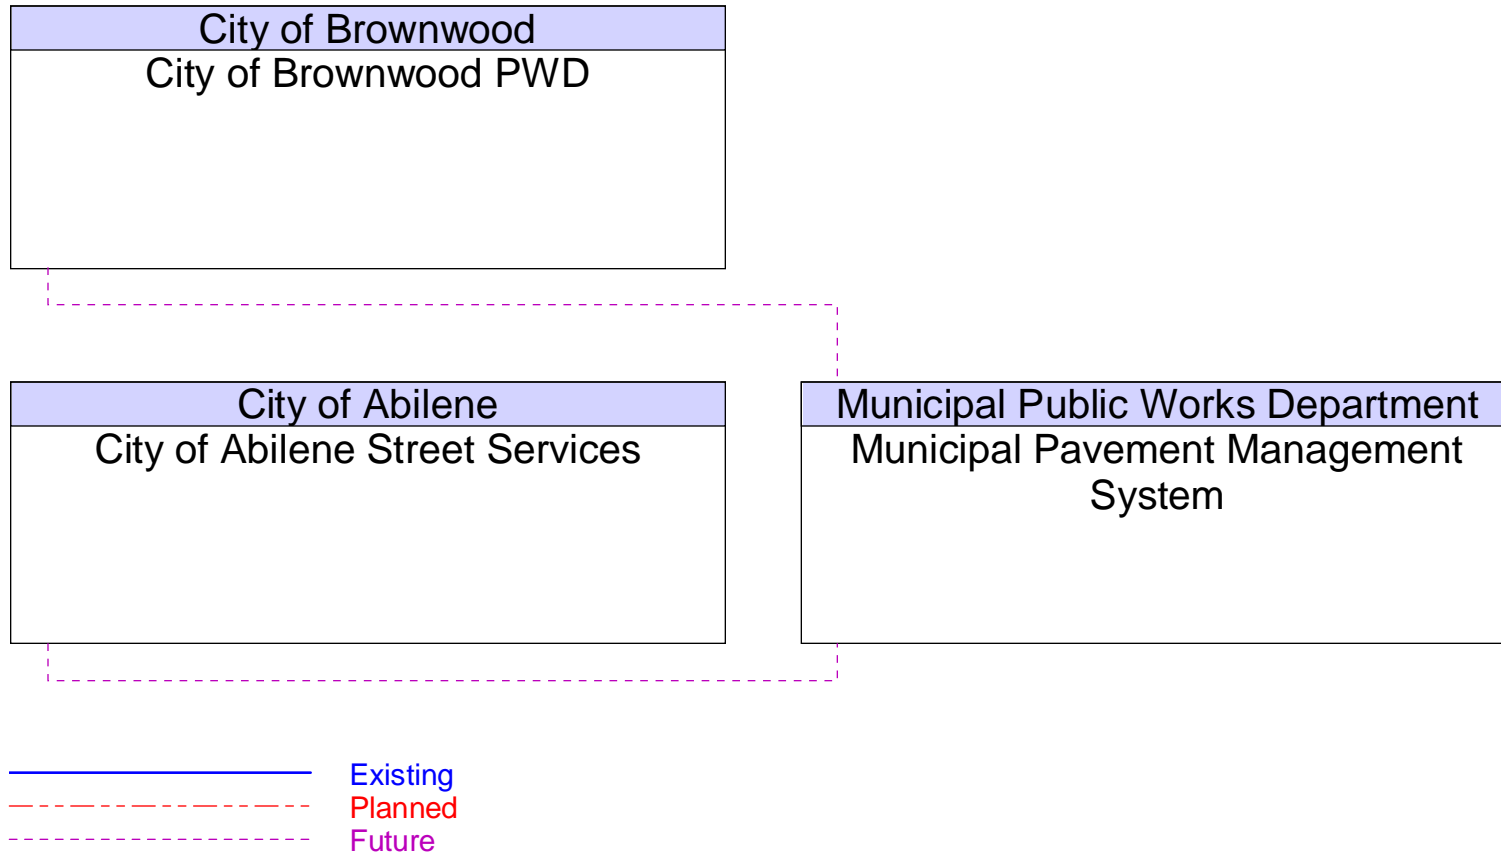 City of Brownwood
City of Brownwood PWD
City of Abilene
City of Abilene Street Services
Municipal Public Works Department
Municipal Pavement Management
System
Existing
Planned
Future